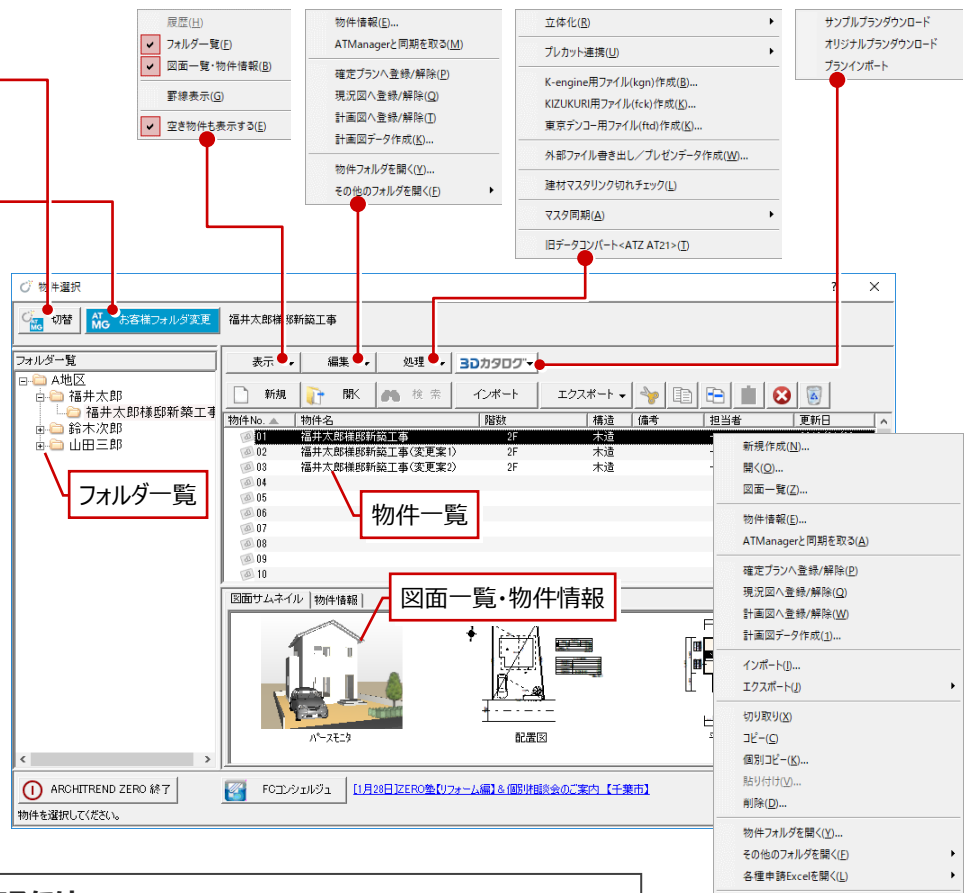 履歴(H)
フォルダ一覧(F)
図面一覧・物件情報(B)
罫線表示(G)
空き物件も表示する(E)
物件情報(E)...
ATManagerと同期を取る(M)
確定プランへ登録/解除(P)
現況図へ登録/解除(Q)
計画図へ登録/解除(T)
計画図データ作成(K)...
物件フォルダを開く(Y)...
その他のフォルダを開く(F)
立体化(R)
プレカット連携(U)
K-engine用ファイル(kgn)作成(B)...
KIZUKURI用ファイル(fck)作成(K)...
東京デンコー用ファイル(ftd)作成(K)...
外部ファイル書き出し／プレゼンデータ作成(W)...
建材マスタリンク切れチェック(L)
マスタ同期(A)
旧データコンバート<ATZ AT21>(T)
サンプルプランダウンロード
オリジナルプランダウンロード
プランインポート
物件選択
切替
AT MG お客様フォルダ変更
福井太郎様邸新築工事
フォルダ一覧
A地区
福井太郎
福井太郎様邸新築工事
鈴木次郎
山田三郎
フォルダ一覧
表示
編集
処理
3Dカタログ
新規
開く
検索
インポート
エクスポート
物件No. 物件名 階数 構造 備考 担当者 更新日
01 福井太郎様邸新築工事 2F 木造
02 福井太郎様邸新築工事(変更案1) 2F 木造
03 福井太郎様邸新築工事(変更案2) 2F 木造
04
05
06
07
08
09
10
物件一覧
図面サムネイル 物件情報
図面一覧・物件情報
パースモニタ
配置図
新規作成(N)...
開く(O)...
図面一覧(Z)...
物件情報(E)...
ATManagerと同期を取る(A)
確定プランへ登録/解除(P)
現況図へ登録/解除(Q)
計画図へ登録/解除(W)
計画図データ作成(1)...
インポート(I)...
エクスポート(J)
切り取り(X)
コピー(C)
個別コピー(K)...
貼り付け(V)...
削除(D)...
物件フォルダを開く(Y)...
その他のフォルダを開く(F)
各種申請Excelを開く(L)
ARCHITREND ZERO 終了
FCコンシェルジュ
[1月28日]ZERO塾【リフォーム編】＆個別相談会のご案内 【千葉市】
物件を選択してください。